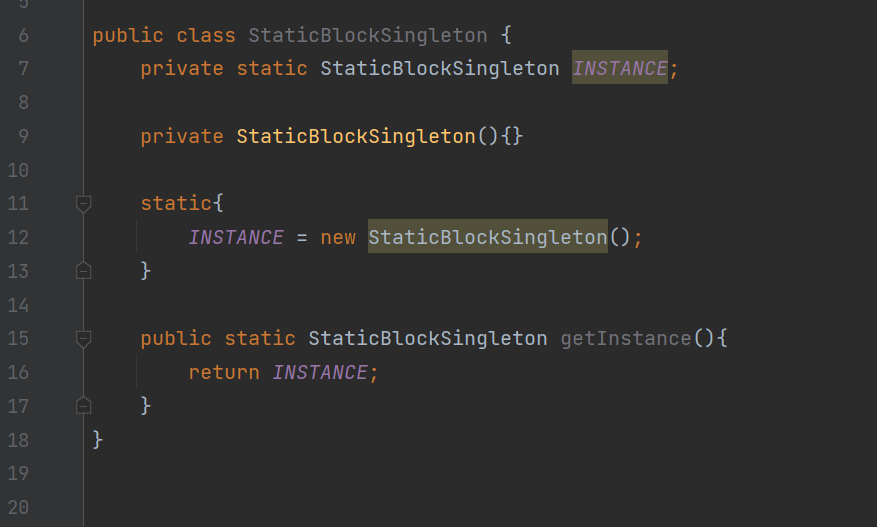 5
6 public class StaticBlockSingleton {
7     private static StaticBlockSingleton INSTANCE;
8
9     private StaticBlockSingleton(){}
10
11     static{
12         INSTANCE = new StaticBlockSingleton();
13     }
14
15     public static StaticBlockSingleton getInstance(){
16         return INSTANCE;
17     }
18 }
19
20